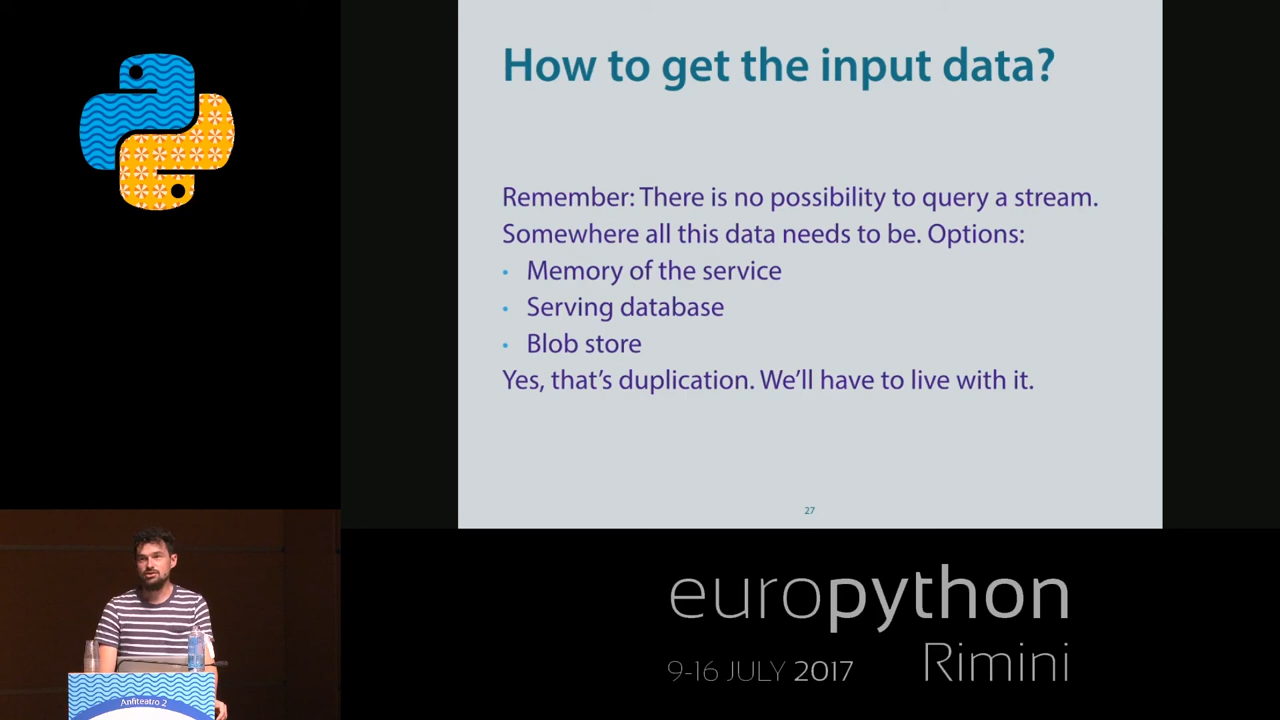 How to get the input data?
Remember: There is no possibility to query a stream.
Somewhere all this data needs to be. Options:
• Memory of the service
• Serving database
• Blob store
Yes, that's duplication. We'll have to live with it.
27
europython
Rimini
9-16 JULY 2017
Anfiteatro 2